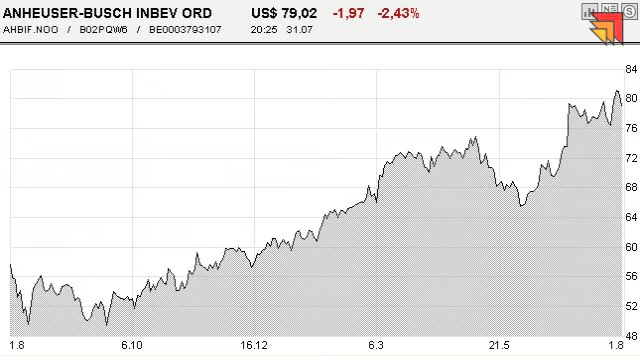 ANHEUSER-BUSCH INBEV ORD US$ 79,02 -1,97 -2,43%
AHBIF.NOO / B02PQW6 / BE0003793107 20:25 31.07
N S
84
80
76
72
68
64
60
56
52
48
1.8 6.10 16.12 6.3 21.5 1.8